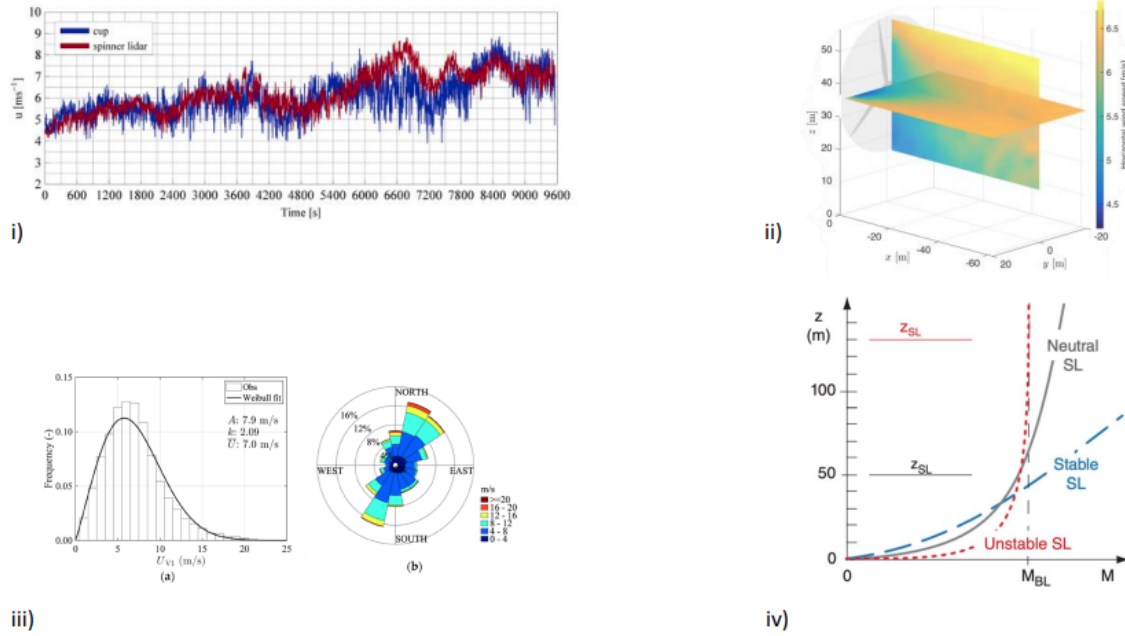 10
9
8
7
6
5
4
3
2
u [ms⁻¹]
cup
spinner lidar
0 600 1200 1800 2400 3000 3600 4200 4800 5400 6000 6600 7200 7800 8400 9000 9600
Time [s]
i)
50
40
30
20
10
0
z [m]
0
-20
-40
-60
x [m]
20
0
-20
y [m]
6.5
6
5.5
5
4.5
Horizontal wind speed [m/s]
ii)
0.15
0.10
0.05
0.00
Frequency (-)
Obs
Weibull fit
A: 7.9 m/s
k: 2.09
U: 7.0 m/s
0 5 10 15 20 25
U_V1 (m/s)
(a)
NORTH
16%
12%
8%
WEST
EAST
SOUTH
m/s
>=20
16 - 20
12 - 16
8 - 12
4 - 8
0 - 4
(b)
iii)
z
(m)
100
50
0
z_SL
z_SL
Neutral
SL
Stable
SL
Unstable SL
0
M_BL
M
iv)